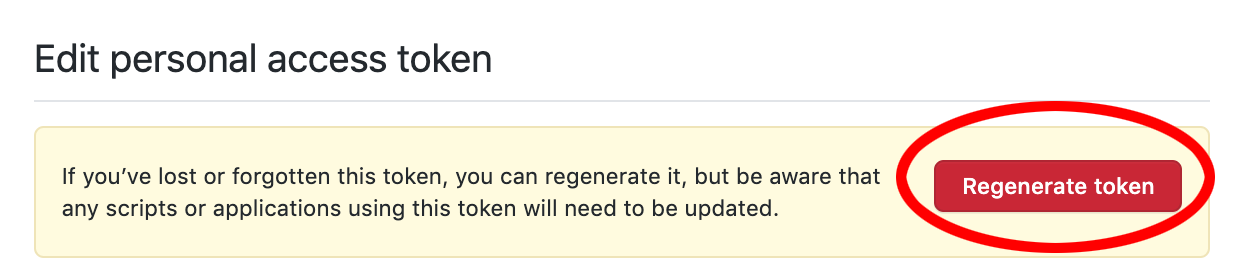 Edit personal access token
If you’ve lost or forgotten this token, you can regenerate it, but be aware that
any scripts or applications using this token will need to be updated.
Regenerate token